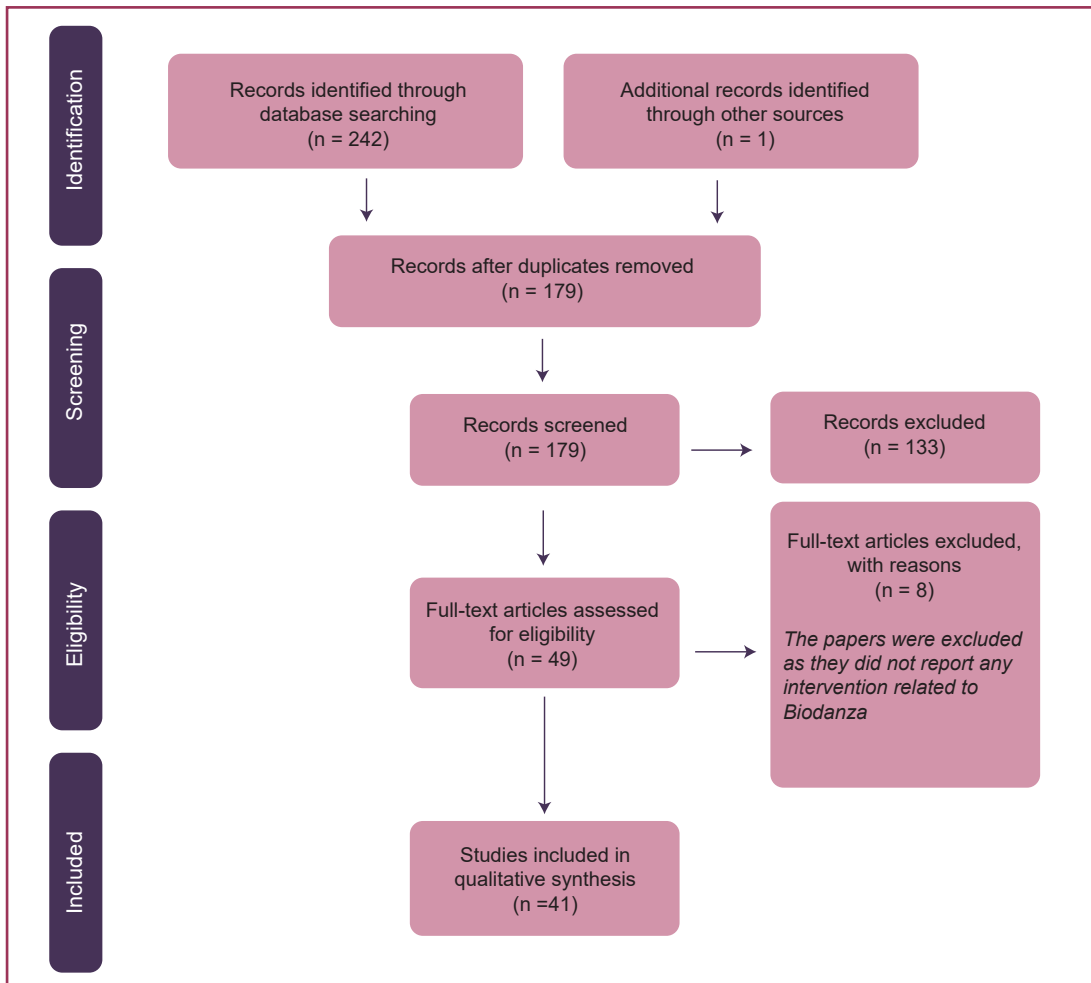 Identification
Records identified through
database searching
(n = 242)
Additional records identified
through other sources
(n = 1)
Records after duplicates removed
(n = 179)
Screening
Records screened
(n = 179)
Records excluded
(n = 133)
Eligibility
Full-text articles assessed
for eligibility
(n = 49)
Full-text articles excluded,
with reasons
(n = 8)
The papers were excluded
as they did not report any
intervention related to
Biodanza
Included
Studies included in
qualitative synthesis
(n =41)